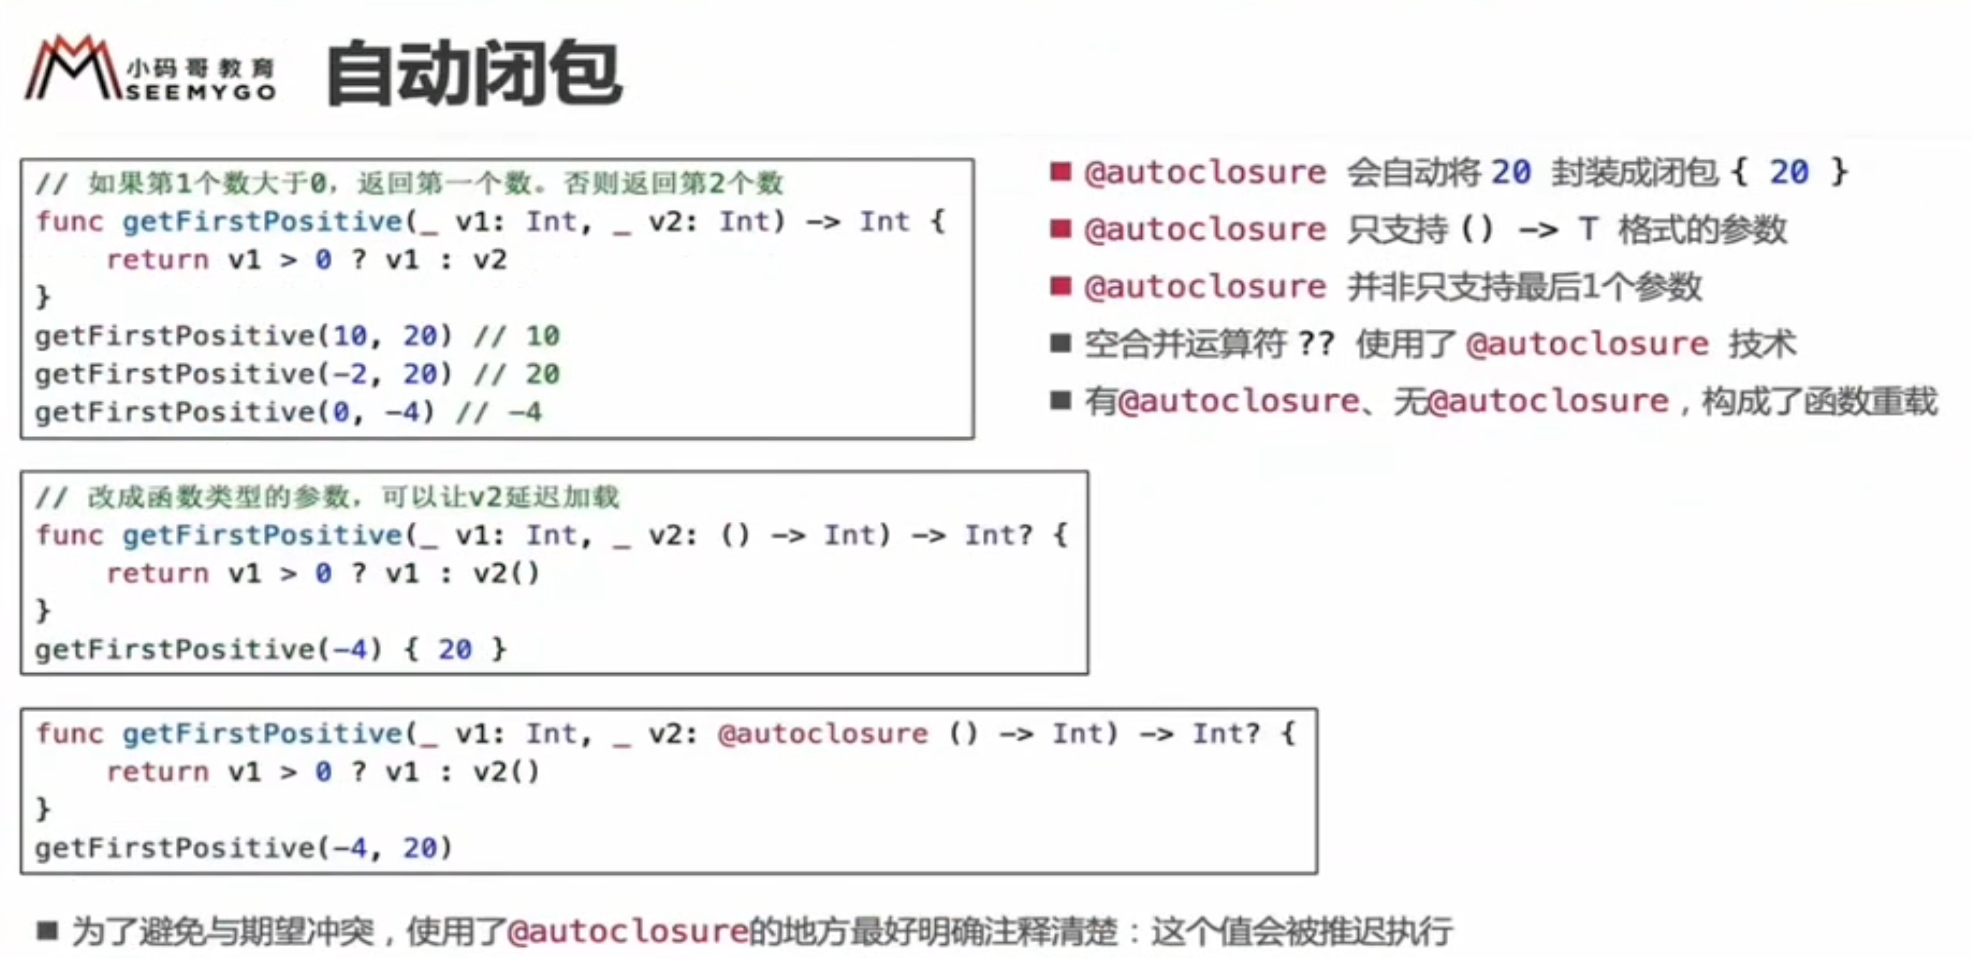 小码哥教育
SEEMYGO
自动闭包
// 如果第1个数大于0，返回第一个数。否则返回第2个数
func getFirstPositive(_ v1: Int, _ v2: Int) -> Int {
    return v1 > 0 ? v1 : v2
}
getFirstPositive(10, 20) // 10
getFirstPositive(-2, 20) // 20
getFirstPositive(0, -4) // -4
// 改成函数类型的参数，可以让v2延迟加载
func getFirstPositive(_ v1: Int, _ v2: () -> Int) -> Int? {
    return v1 > 0 ? v1 : v2()
}
getFirstPositive(-4) { 20 }
func getFirstPositive(_ v1: Int, _ v2: @autoclosure () -> Int) -> Int? {
    return v1 > 0 ? v1 : v2()
}
getFirstPositive(-4, 20)
■ @autoclosure 会自动将 20 封装成闭包 { 20 }
■ @autoclosure 只支持 () -> T 格式的参数
■ @autoclosure 并非只支持最后1个参数
■ 空合并运算符 ?? 使用了 @autoclosure 技术
■ 有@autoclosure、无@autoclosure，构成了函数重载
■ 为了避免与期望冲突，使用了@autoclosure的地方最好明确注释清楚：这个值会被推迟执行